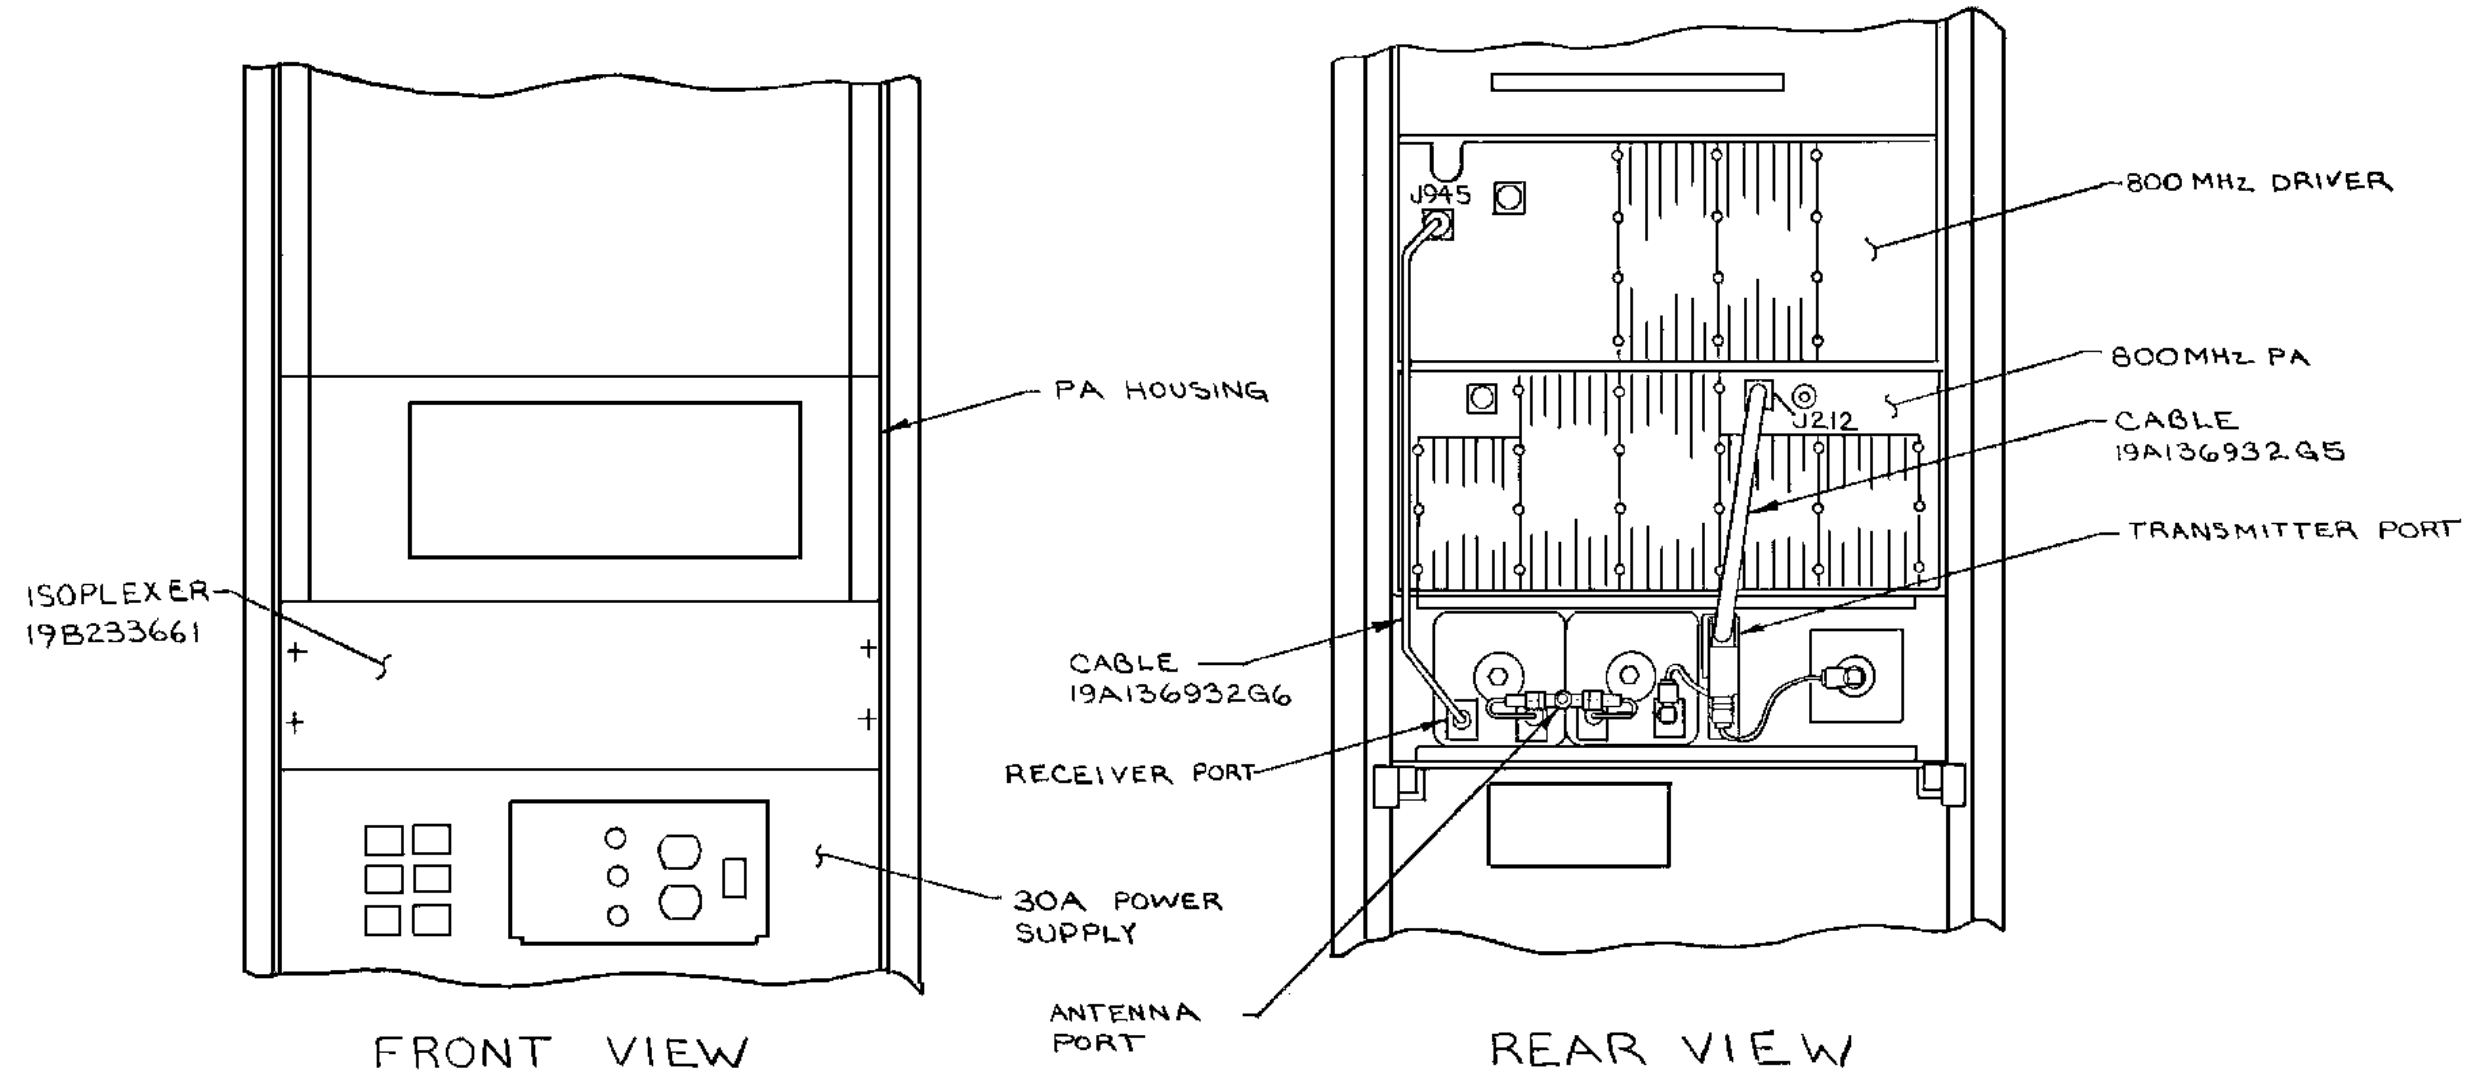 ISOPLEXER
19B233661
PA HOUSING
30A POWER
SUPPLY
FRONT VIEW
J945
800 MHz DRIVER
800MHz PA
J212
CABLE
19A136932G5
TRANSMITTER PORT
CABLE
19A136932G6
RECEIVER PORT
ANTENNA
PORT
REAR VIEW